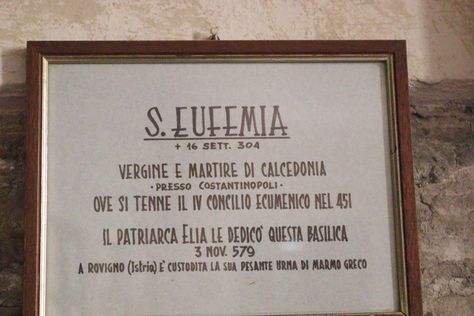 S. EUFEMIA
+ 16 SETT. 304
VERGINE E MARTIRE DI CALCEDONIA
• PRESSO COSTANTINOPOLI •
OVE SI TENNE IL IV CONCILIO ECUMENICO NEL 451
IL PATRIARCA ELIA LE DEDICO' QUESTA BASILICA
3 NOV. 579
A ROVIGNO (Istria) E' CUSTODITA LA SUA PESANTE URNA DI MARMO GRECO